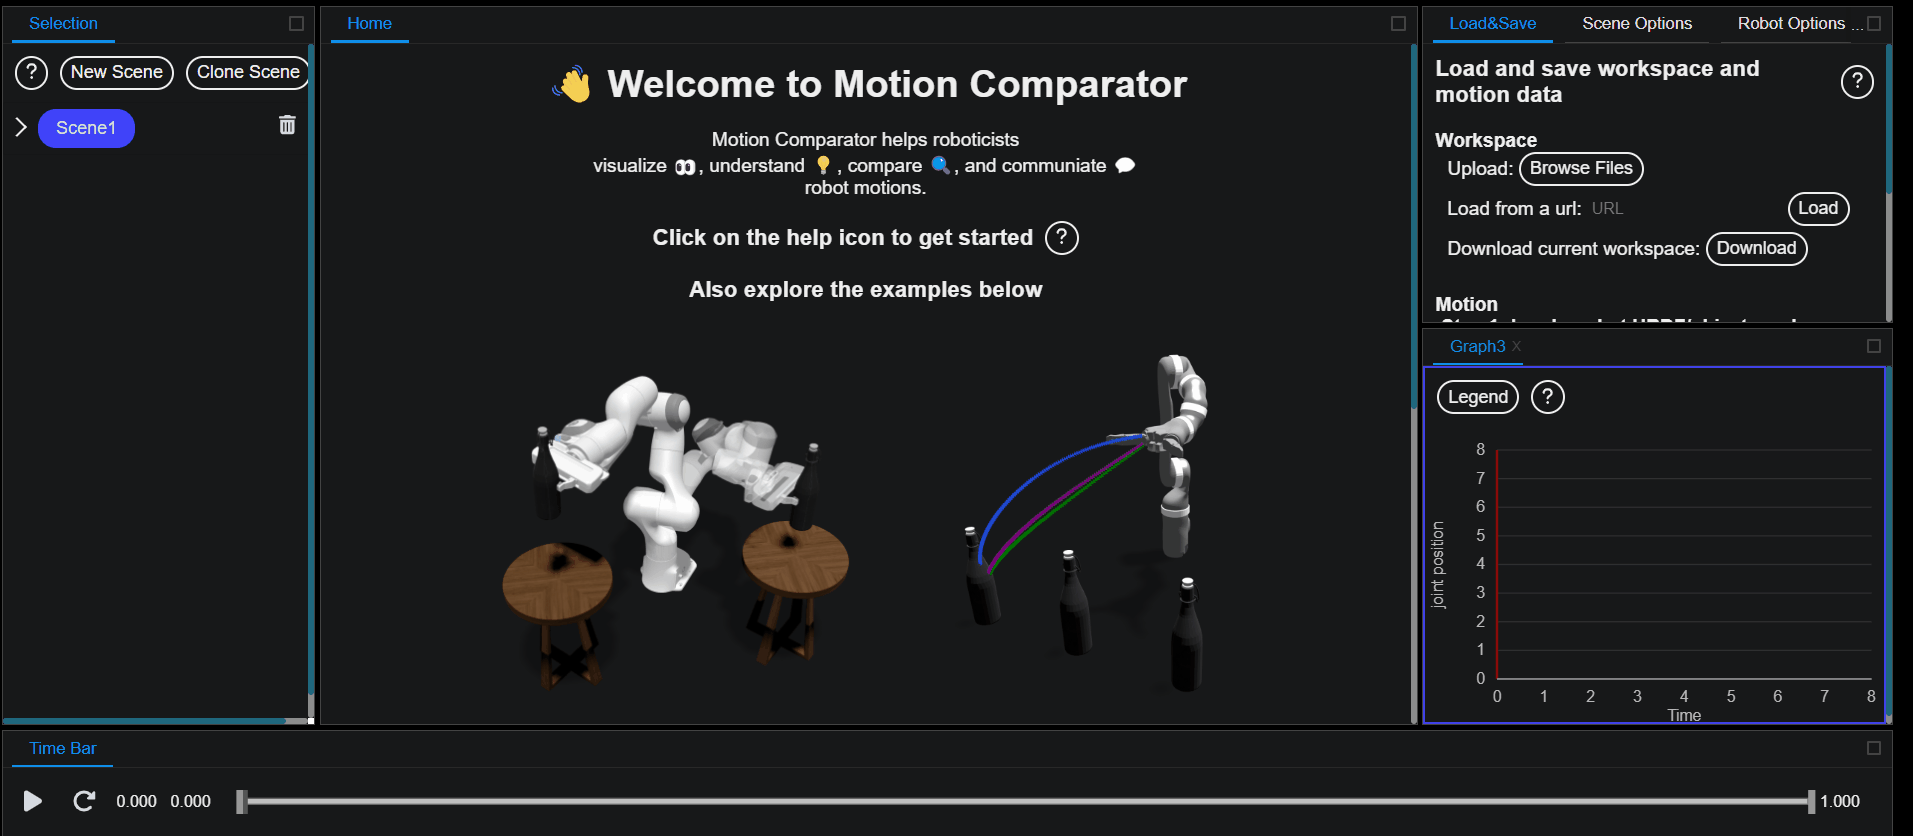 Selection
?
New Scene
Clone Scene
Scene1
Home
Welcome to Motion Comparator
Motion Comparator helps roboticists
visualize 👀, understand 💡, compare 🔍, and communiate 💬
robot motions.
Click on the help icon to get started ?
Also explore the examples below
Load&Save
Scene Options
Robot Options ...
Load and save workspace and
motion data
?
Workspace
Upload: Browse Files
Load from a url: URL Load
Download current workspace: Download
Motion
Graph3 X
Legend ?
8
7
6
5
4
3
2
1
0
joint position
0 1 2 3 4 5 6 7 8
Time
Time Bar
0.000 0.000 1.000